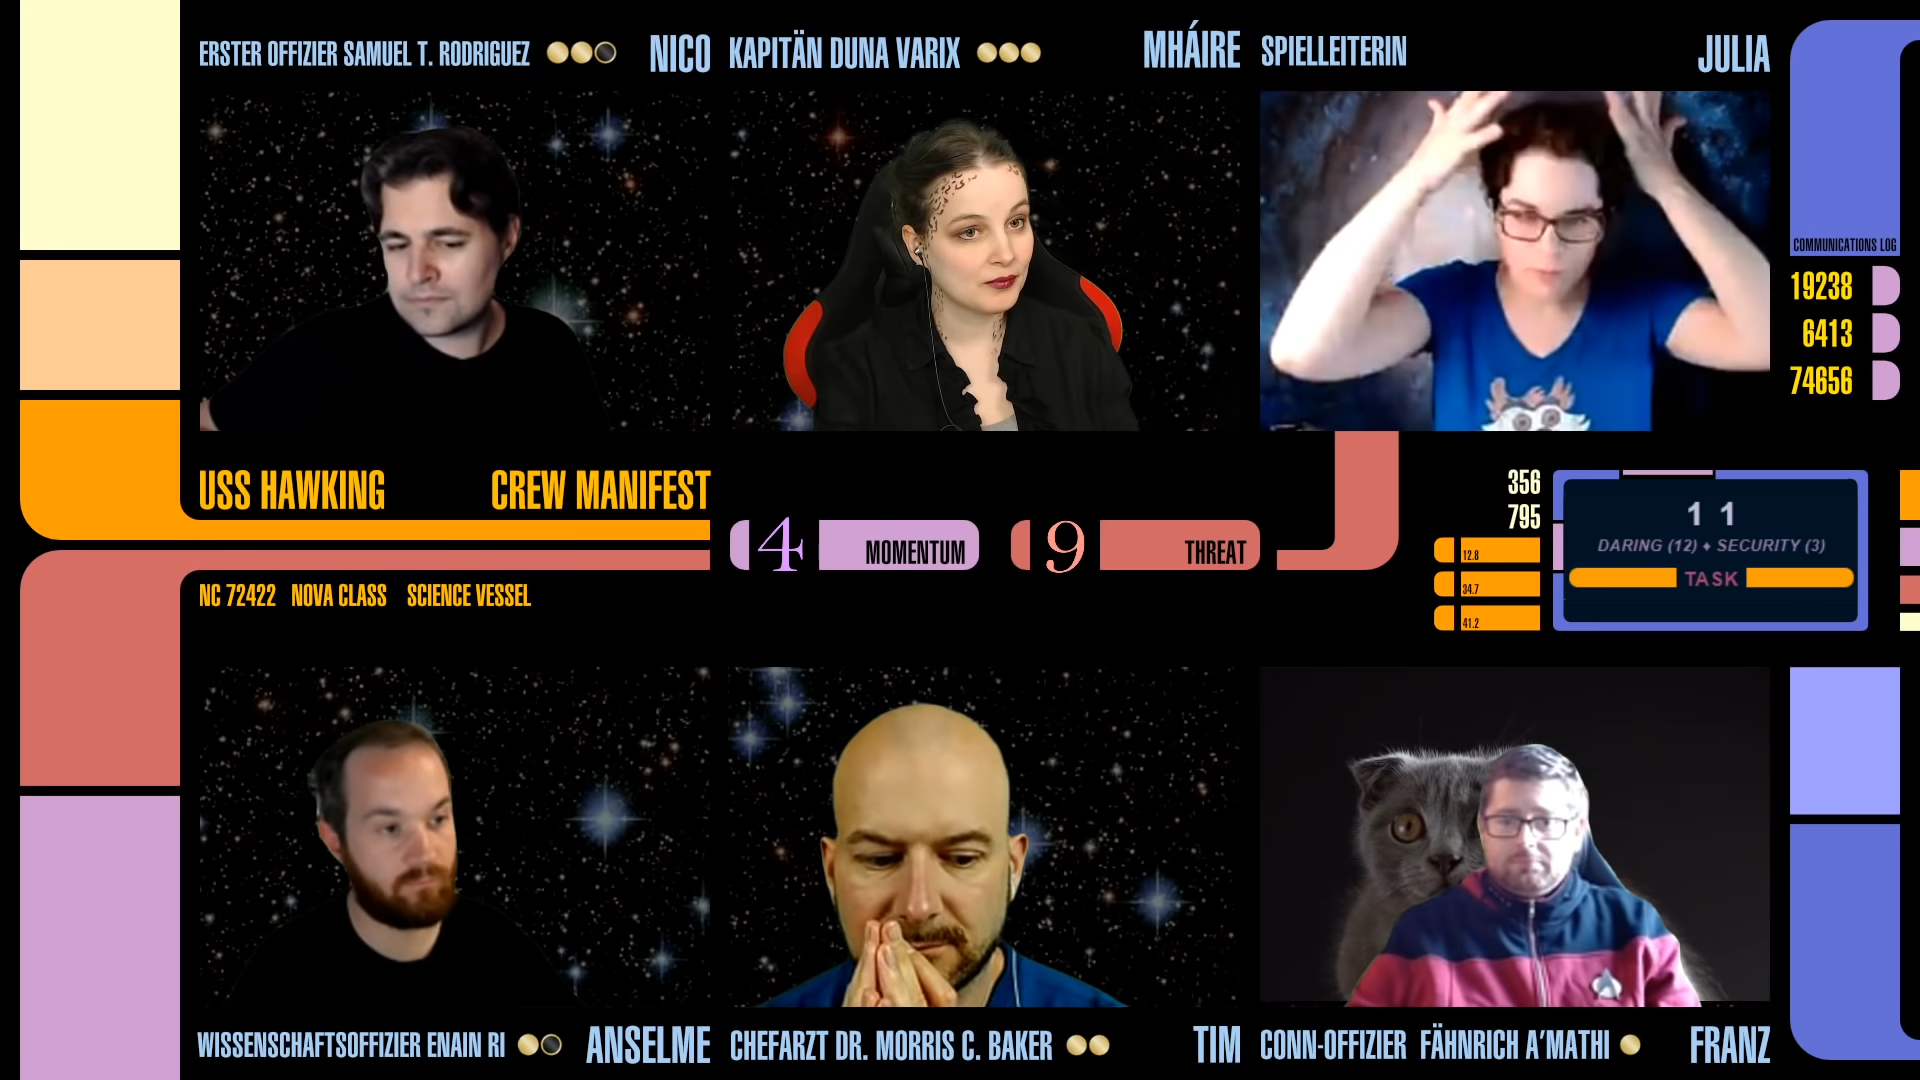 ERSTER OFFIZIER SAMUEL T. RODRIGUEZ NICO
KAPITÄN DUNA VARIX MHÁIRE
SPIELLEITERIN JULIA
COMMUNICATIONS LOG
19238
6413
74656
USS HAWKING CREW MANIFEST
4 MOMENTUM
9 THREAT
NC 72422 NOVA CLASS SCIENCE VESSEL
356
795
12.8
34.7
41.2
1 1
DARING (12) ♦ SECURITY (3)
TASK
WISSENSCHAFTSOFFIZIER ENAIN RI ANSELME
CHEFARZT DR. MORRIS C. BAKER TIM
CONN-OFFIZIER FÄHNRICH A'MATHI FRANZ